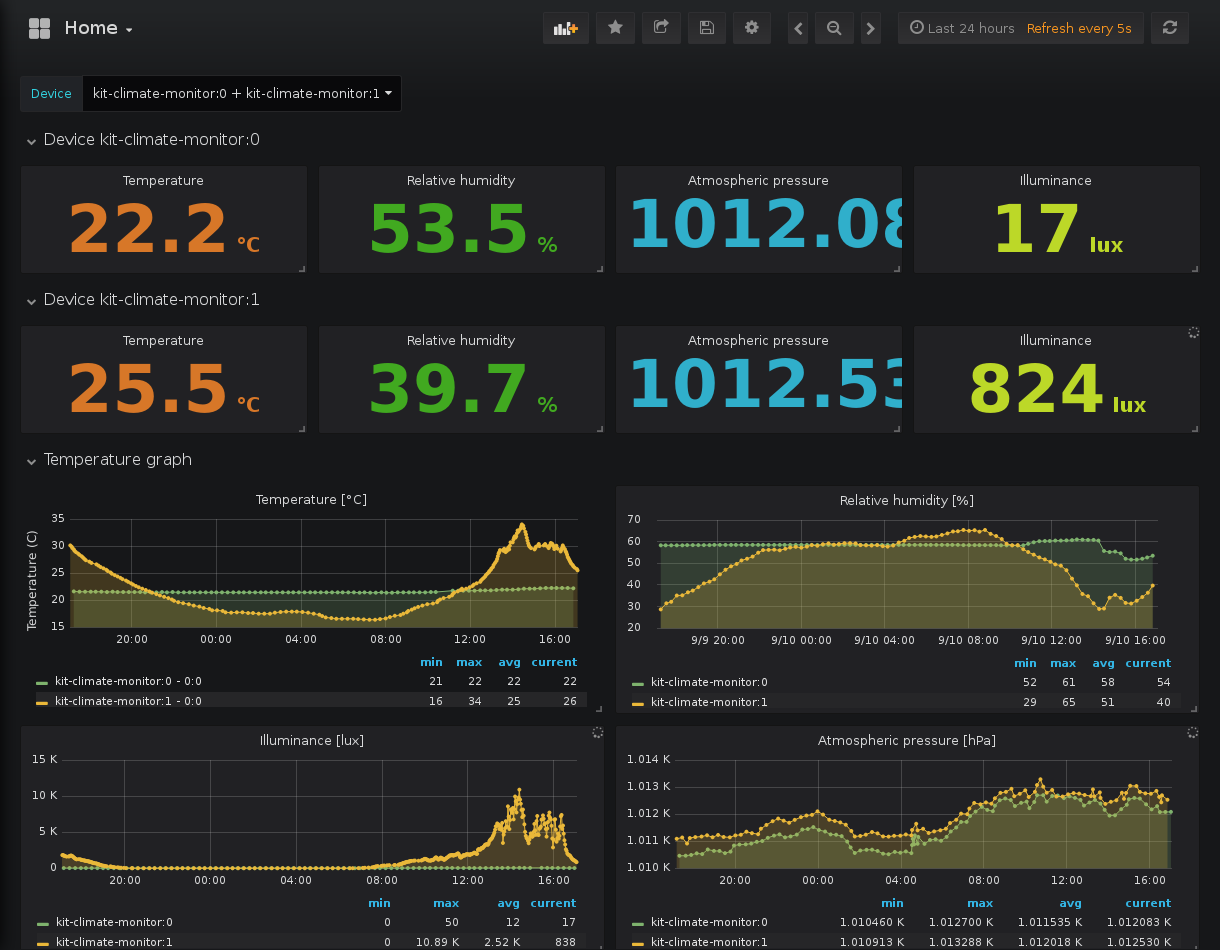 Home
Last 24 hours Refresh every 5s
Device kit-climate-monitor:0 + kit-climate-monitor:1
Device kit-climate-monitor:0
Temperature Relative humidity Atmospheric pressure Illuminance
22.2 °C 53.5 % 1012.08 17 lux
Device kit-climate-monitor:1
Temperature Relative humidity Atmospheric pressure Illuminance
25.5 °C 39.7 % 1012.53 824 lux
Temperature graph
Temperature [°C]
Temperature (C)
35
30
25
20
15
20:00 00:00 04:00 08:00 12:00 16:00
min max avg current
kit-climate-monitor:0 - 0:0 21 22 22 22
kit-climate-monitor:1 - 0:0 16 34 25 26
Relative humidity [%]
70
60
50
40
30
20
9/9 20:00 9/10 00:00 9/10 04:00 9/10 08:00 9/10 12:00 9/10 16:00
min max avg current
kit-climate-monitor:0 52 61 58 54
kit-climate-monitor:1 29 65 51 40
Illuminance [lux]
15 K
10 K
5 K
0
20:00 00:00 04:00 08:00 12:00 16:00
min max avg current
kit-climate-monitor:0 0 50 12 17
kit-climate-monitor:1 0 10.89 K 2.52 K 838
Atmospheric pressure [hPa]
1.014 K
1.013 K
1.012 K
1.011 K
1.010 K
20:00 00:00 04:00 08:00 12:00 16:00
min max avg current
kit-climate-monitor:0 1.010460 K 1.012700 K 1.011535 K 1.012083 K
kit-climate-monitor:1 1.010913 K 1.013288 K 1.012018 K 1.012530 K